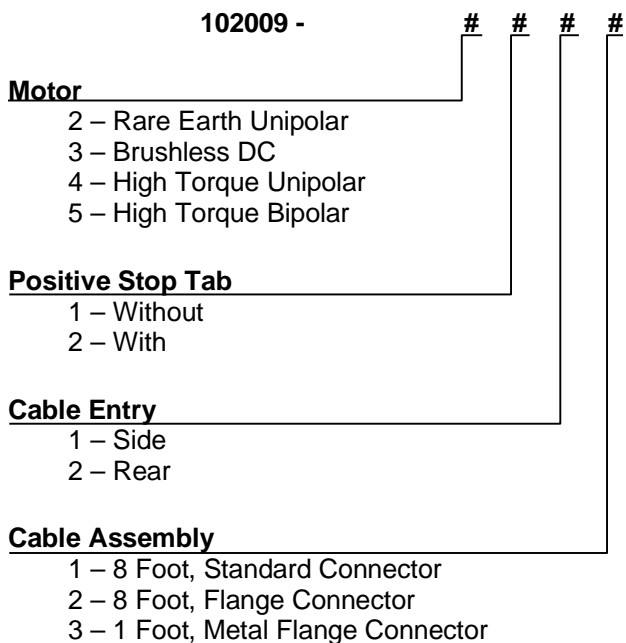 102009 - # # # #
Motor
2 – Rare Earth Unipolar
3 – Brushless DC
4 – High Torque Unipolar
5 – High Torque Bipolar
Positive Stop Tab
1 – Without
2 – With
Cable Entry
1 – Side
2 – Rear
Cable Assembly
1 – 8 Foot, Standard Connector
2 – 8 Foot, Flange Connector
3 – 1 Foot, Metal Flange Connector